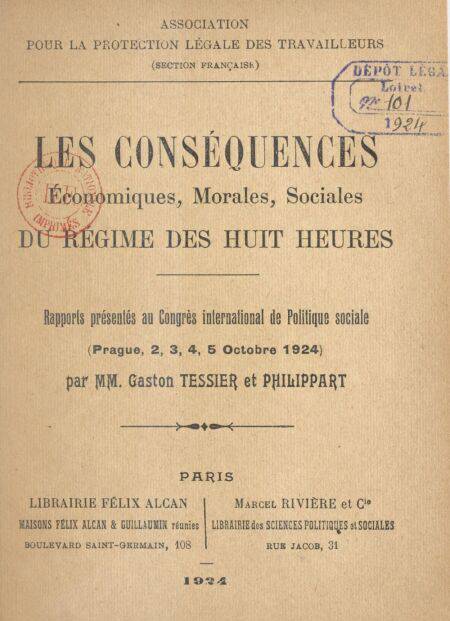 ASSOCIATION
POUR LA PROTECTION LÉGALE DES TRAVAILLEURS
(SECTION FRANÇAISE)
DÉPÔT LÉGA
Loiret
No 101
1924
LES CONSÉQUENCES
Économiques, Morales, Sociales
DU RÉGIME DES HUIT HEURES
Rapports présentés au Congrès international de Politique sociale
(Prague, 2, 3, 4, 5 Octobre 1924)
par MM. Gaston TESSIER et PHILIPPART
PARIS
LIBRAIRIE FÉLIX ALCAN
MAISONS FÉLIX ALCAN & GUILLAUMIN réunies
BOULEVARD SAINT-GERMAIN, 108
MARCEL RIVIÈRE et Cie
LIBRAIRIE des SCIENCES POLITIQUES et SOCIALES
RUE JACOB, 31
1924